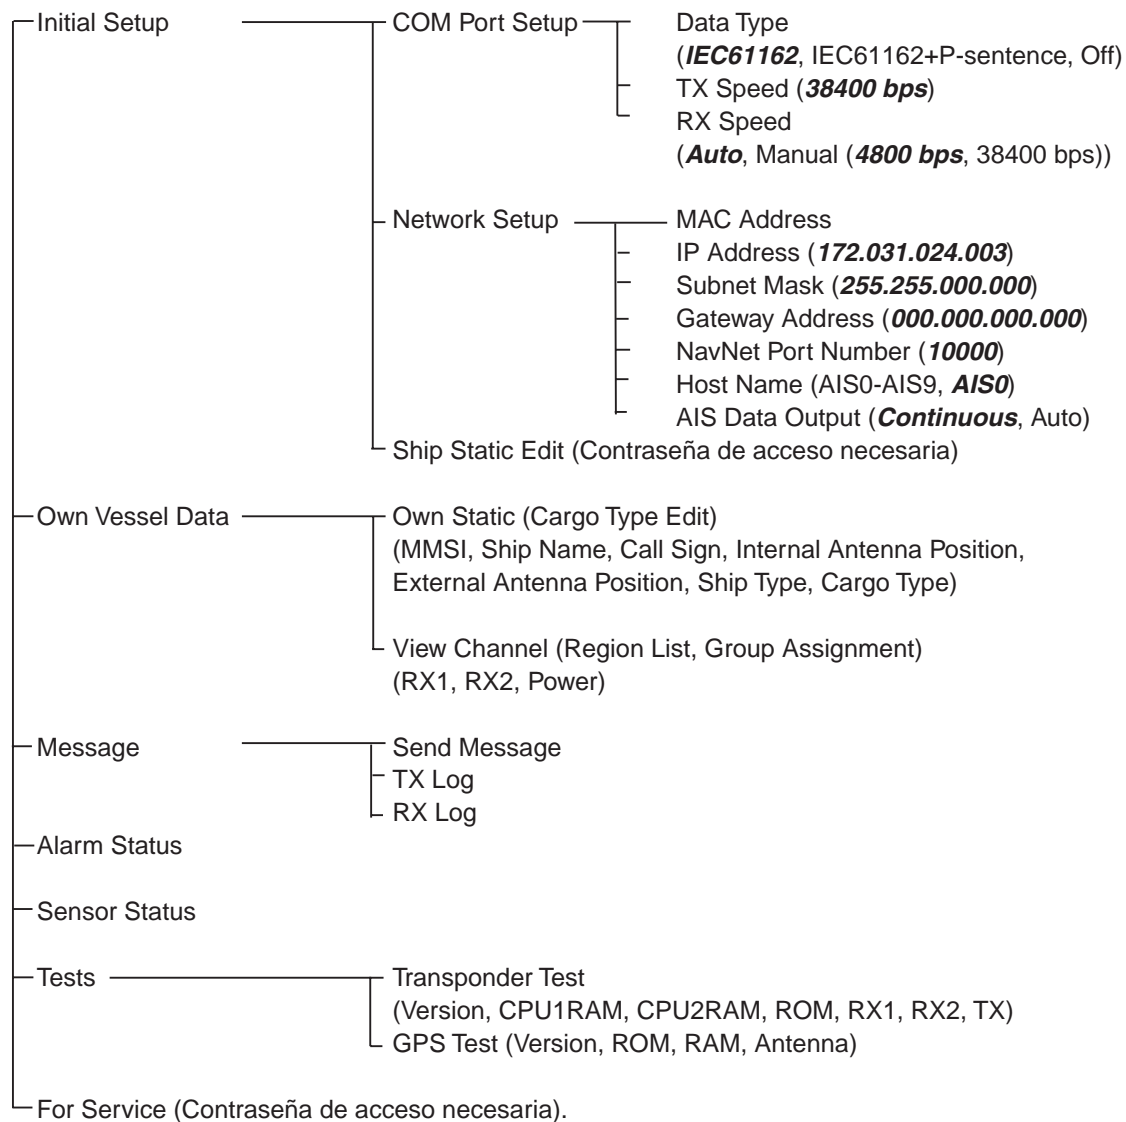 Initial Setup COM Port Setup Data Type
(IEC61162, IEC61162+P-sentence, Off)
TX Speed (38400 bps)
RX Speed
(Auto, Manual (4800 bps, 38400 bps))
Network Setup MAC Address
IP Address (172.031.024.003)
Subnet Mask (255.255.000.000)
Gateway Address (000.000.000.000)
NavNet Port Number (10000)
Host Name (AIS0-AIS9, AIS0)
AIS Data Output (Continuous, Auto)
Ship Static Edit (Contraseña de acceso necesaria)
Own Vessel Data Own Static (Cargo Type Edit)
(MMSI, Ship Name, Call Sign, Internal Antenna Position,
External Antenna Position, Ship Type, Cargo Type)
View Channel (Region List, Group Assignment)
(RX1, RX2, Power)
Message Send Message
TX Log
RX Log
Alarm Status
Sensor Status
Tests Transponder Test
(Version, CPU1RAM, CPU2RAM, ROM, RX1, RX2, TX)
GPS Test (Version, ROM, RAM, Antenna)
For Service (Contraseña de acceso necesaria).